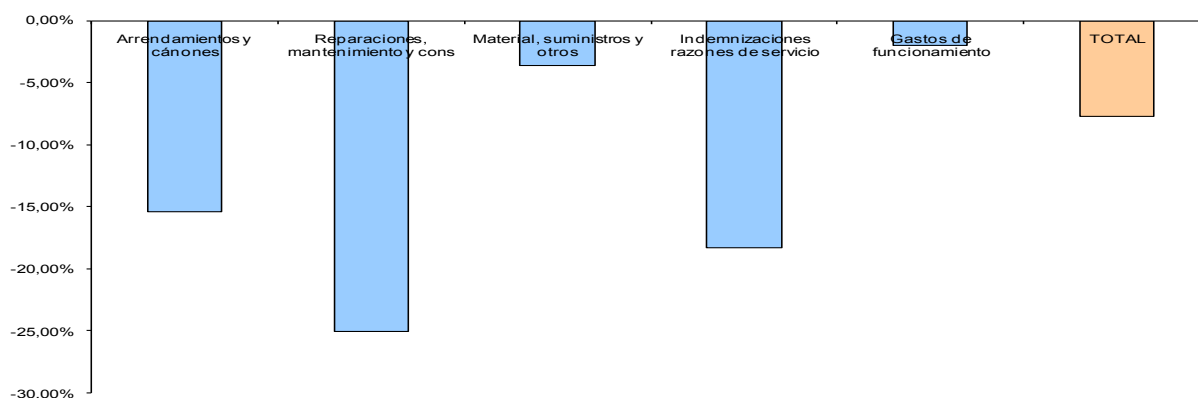 0,00%
Arrendamientos y
cánones
Reparaciones,
mantenimiento y cons
Material, suministros y
otros
Indemnizaciones
razones de servicio
Gastos de
funcionamiento
TOTAL
-5,00%
-10,00%
-15,00%
-20,00%
-25,00%
-30,00%